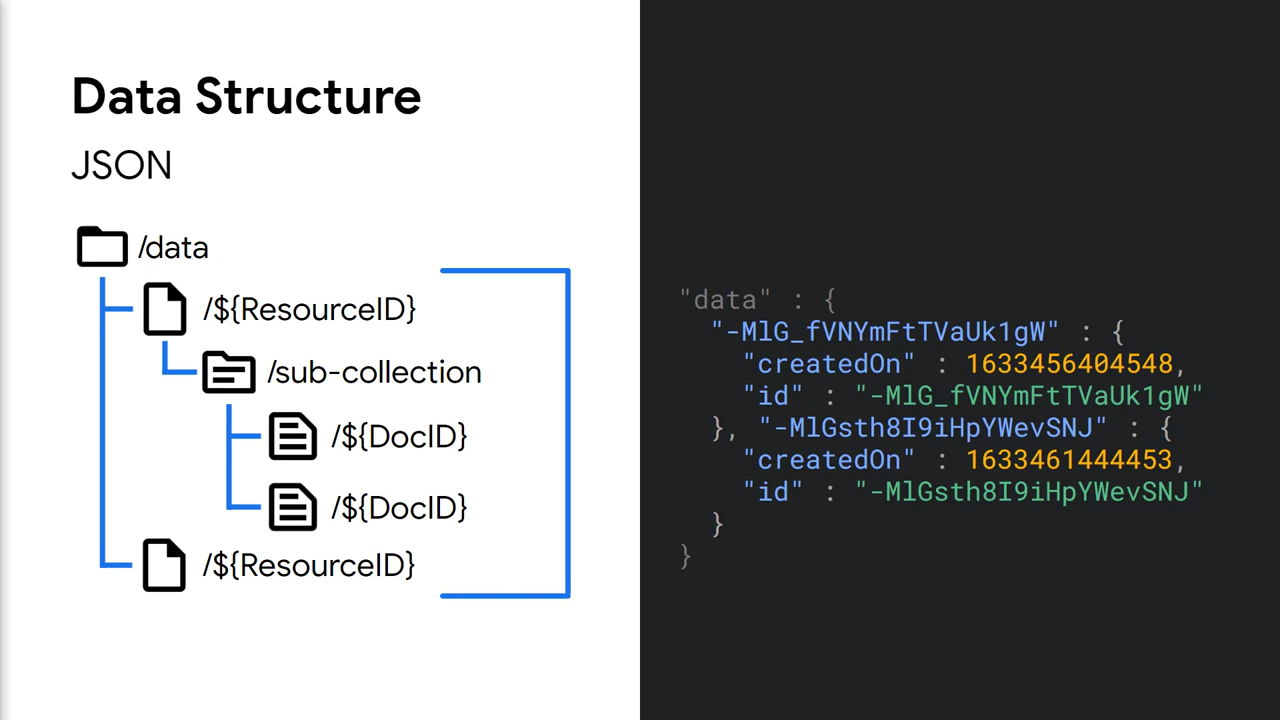 Data Structure
JSON
/data
/${ResourceID}
/sub-collection
/${DocID}
/${DocID}
/${ResourceID}
"data" : {
"-MlG_fVNYmFtTVaUk1gW" : {
"createdOn" : 1633456404548,
"id" : "-MlG_fVNYmFtTVaUk1gW"
}, "-MlGsth8I9iHpYWevSNJ" : {
"createdOn" : 1633461444453,
"id" : "-MlGsth8I9iHpYWevSNJ"
}
}